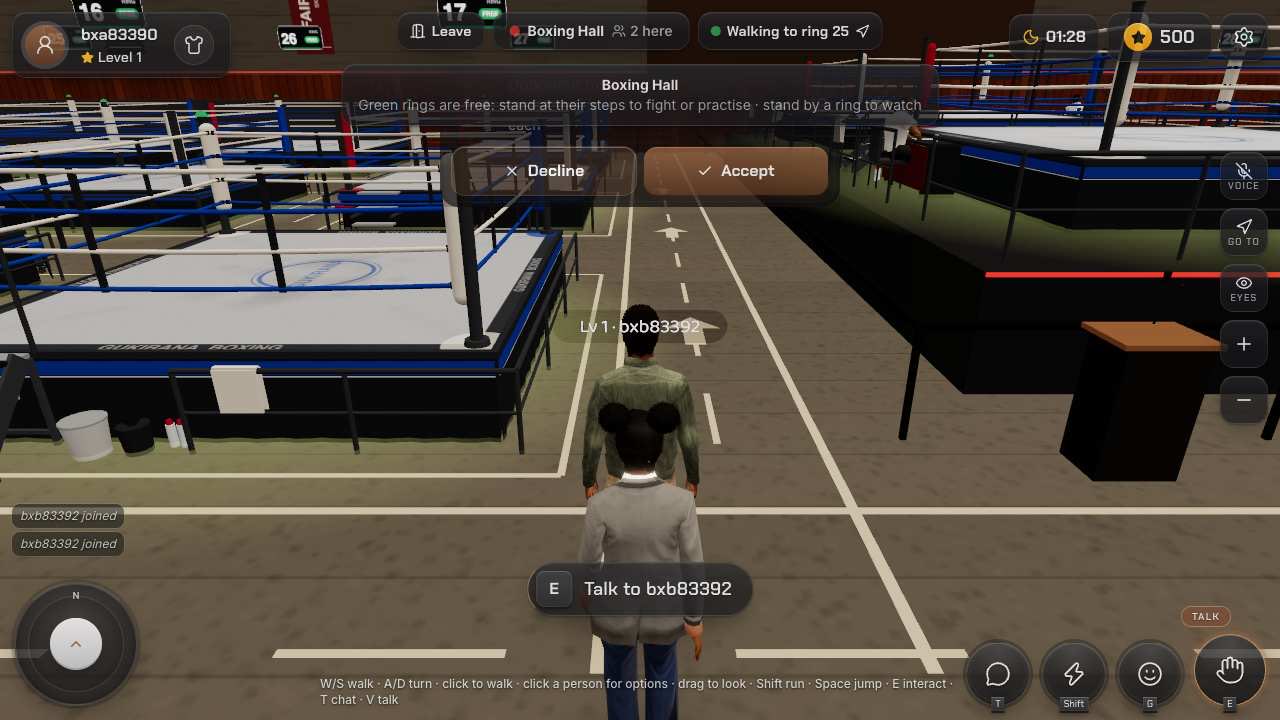 bxa83390
Level 1
16
17
FREE
26
27
Leave
Boxing Hall
2 here
Walking to ring 25
01:28
500
Boxing Hall
Green rings are free: stand at their steps to fight or practise · stand by a ring to watch
each
Decline
Accept
VOICE
GO TO
EYES
Lv 1 · bxb83392
GUKIRANA BOXING
bxb83392 joined
bxb83392 joined
N
E
Talk to bxb83392
TALK
W/S walk · A/D turn · click to walk · click a person for options · drag to look · Shift run · Space jump · E interact ·
T chat · V talk
T
Shift
G
E